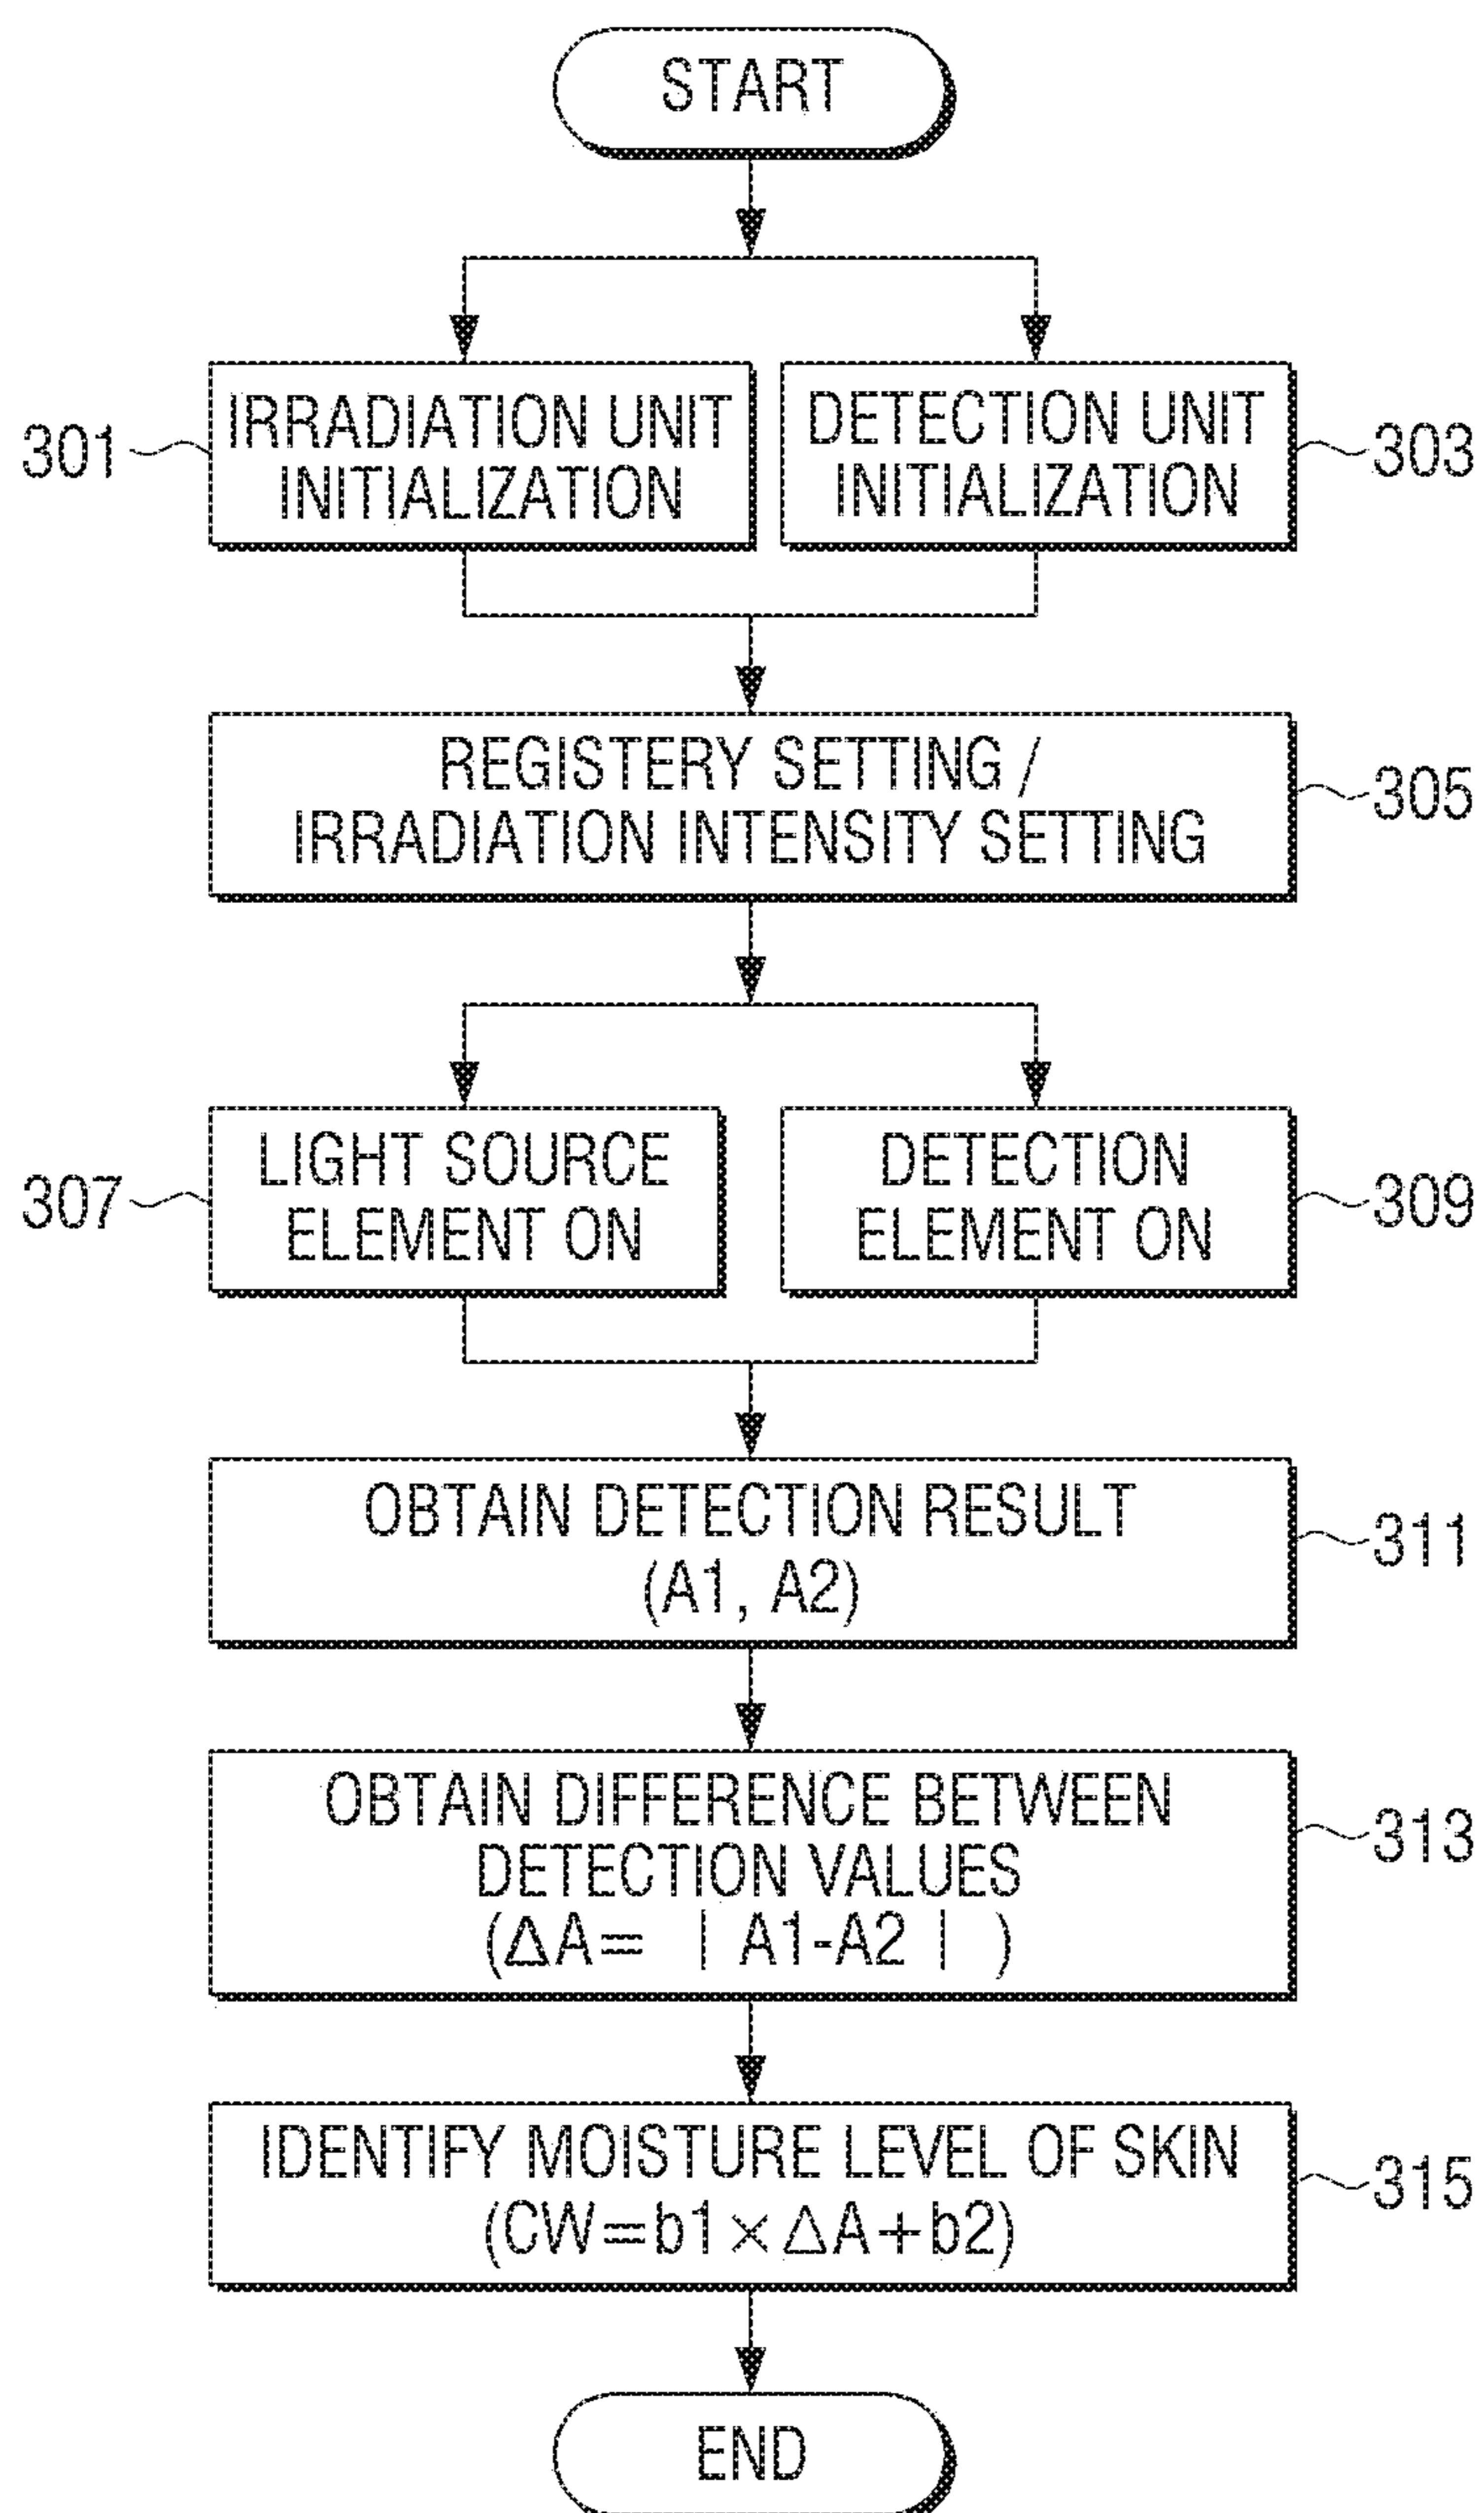 START
301
IRRADIATION UNIT
INITIALIZATION
DETECTION UNIT
INITIALIZATION
303
REGISTERY SETTING /
IRRADIATION INTENSITY SETTING
305
307
LIGHT SOURCE
ELEMENT ON
DETECTION
ELEMENT ON
309
OBTAIN DETECTION RESULT
(A1, A2)
311
OBTAIN DIFFERENCE BETWEEN
DETECTION VALUES
(ΔA= | A1-A2 | )
313
IDENTIFY MOISTURE LEVEL OF SKIN
(CW=b1×ΔA+b2)
315
END